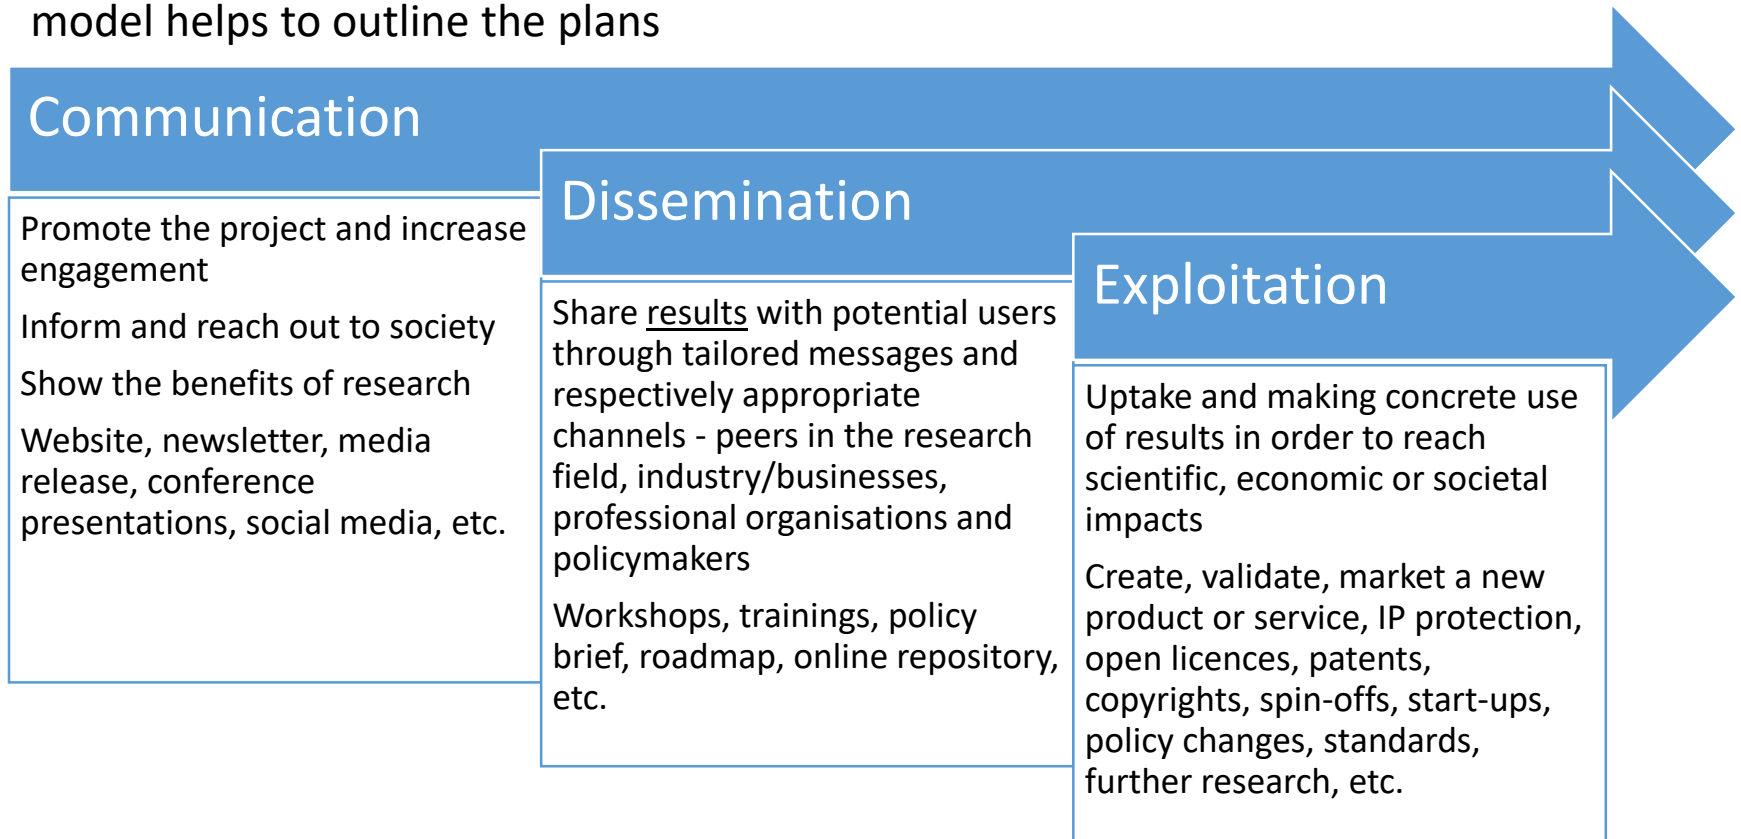 model helps to outline the plans
Communication
Promote the project and increase
engagement
Inform and reach out to society
Show the benefits of research
Website, newsletter, media
release, conference
presentations, social media, etc.
Dissemination
Share results with potential users
through tailored messages and
respectively appropriate
channels - peers in the research
field, industry/businesses,
professional organisations and
policymakers
Workshops, trainings, policy
brief, roadmap, online repository,
etc.
Exploitation
Uptake and making concrete use
of results in order to reach
scientific, economic or societal
impacts
Create, validate, market a new
product or service, IP protection,
open licences, patents,
copyrights, spin-offs, start-ups,
policy changes, standards,
further research, etc.